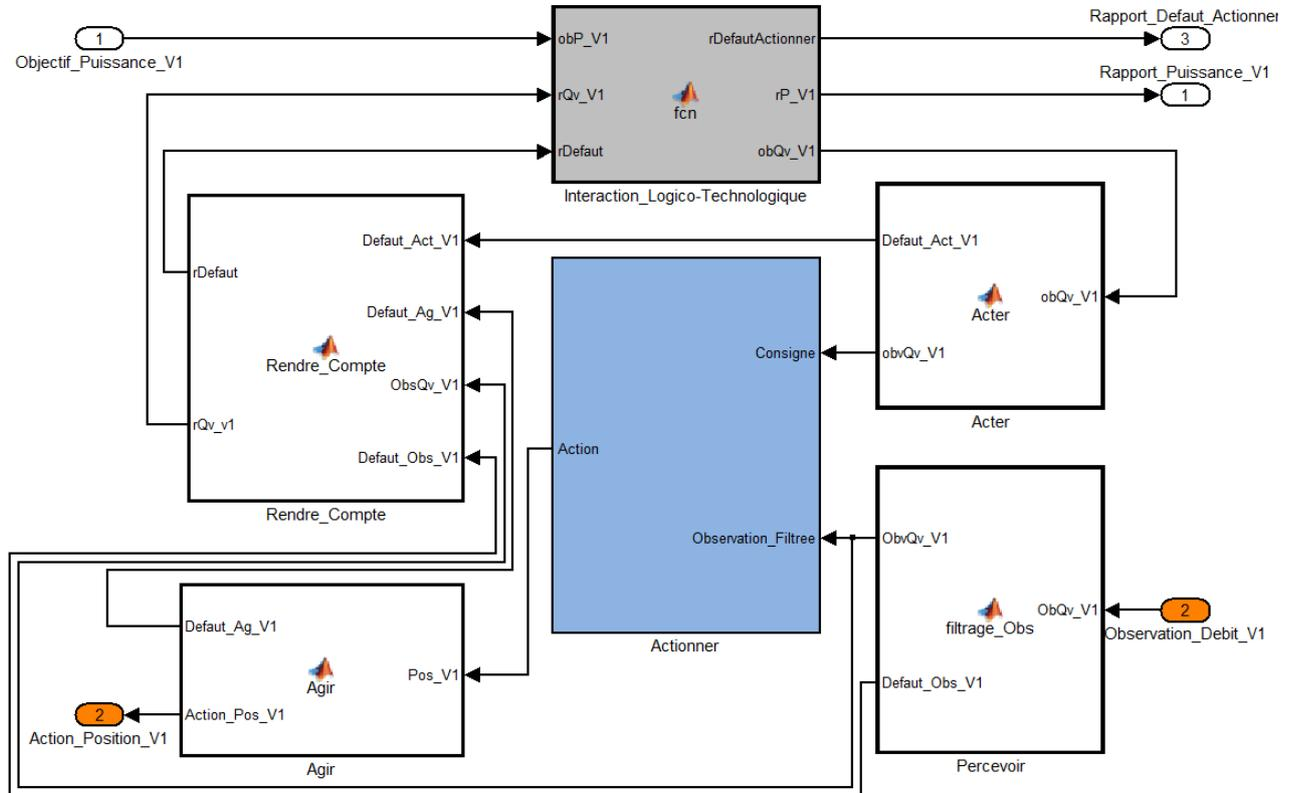 1
Objectif_Puissance_V1
obP_V1
rQv_V1
rDefaut
fcn
rDefautActionner
rP_V1
obQv_V1
Interaction_Logico-Technologique
Rapport_Defaut_Actionner
3
Rapport_Puissance_V1
1
Defaut_Act_V1
Defaut_Ag_V1
ObsQv_V1
Defaut_Obs_V1
rDefaut
rQv_v1
Rendre_Compte
Rendre_Compte
Consigne
Action
Observation_Filtree
Actionner
Defaut_Act_V1
obvQv_V1
Acter
obQv_V1
Acter
Defaut_Ag_V1
Action_Pos_V1
Agir
Pos_V1
Agir
2
Action_Position_V1
ObvQv_V1
Defaut_Obs_V1
filtrage_Obs
ObQv_V1
Percevoir
2
Observation_Debit_V1